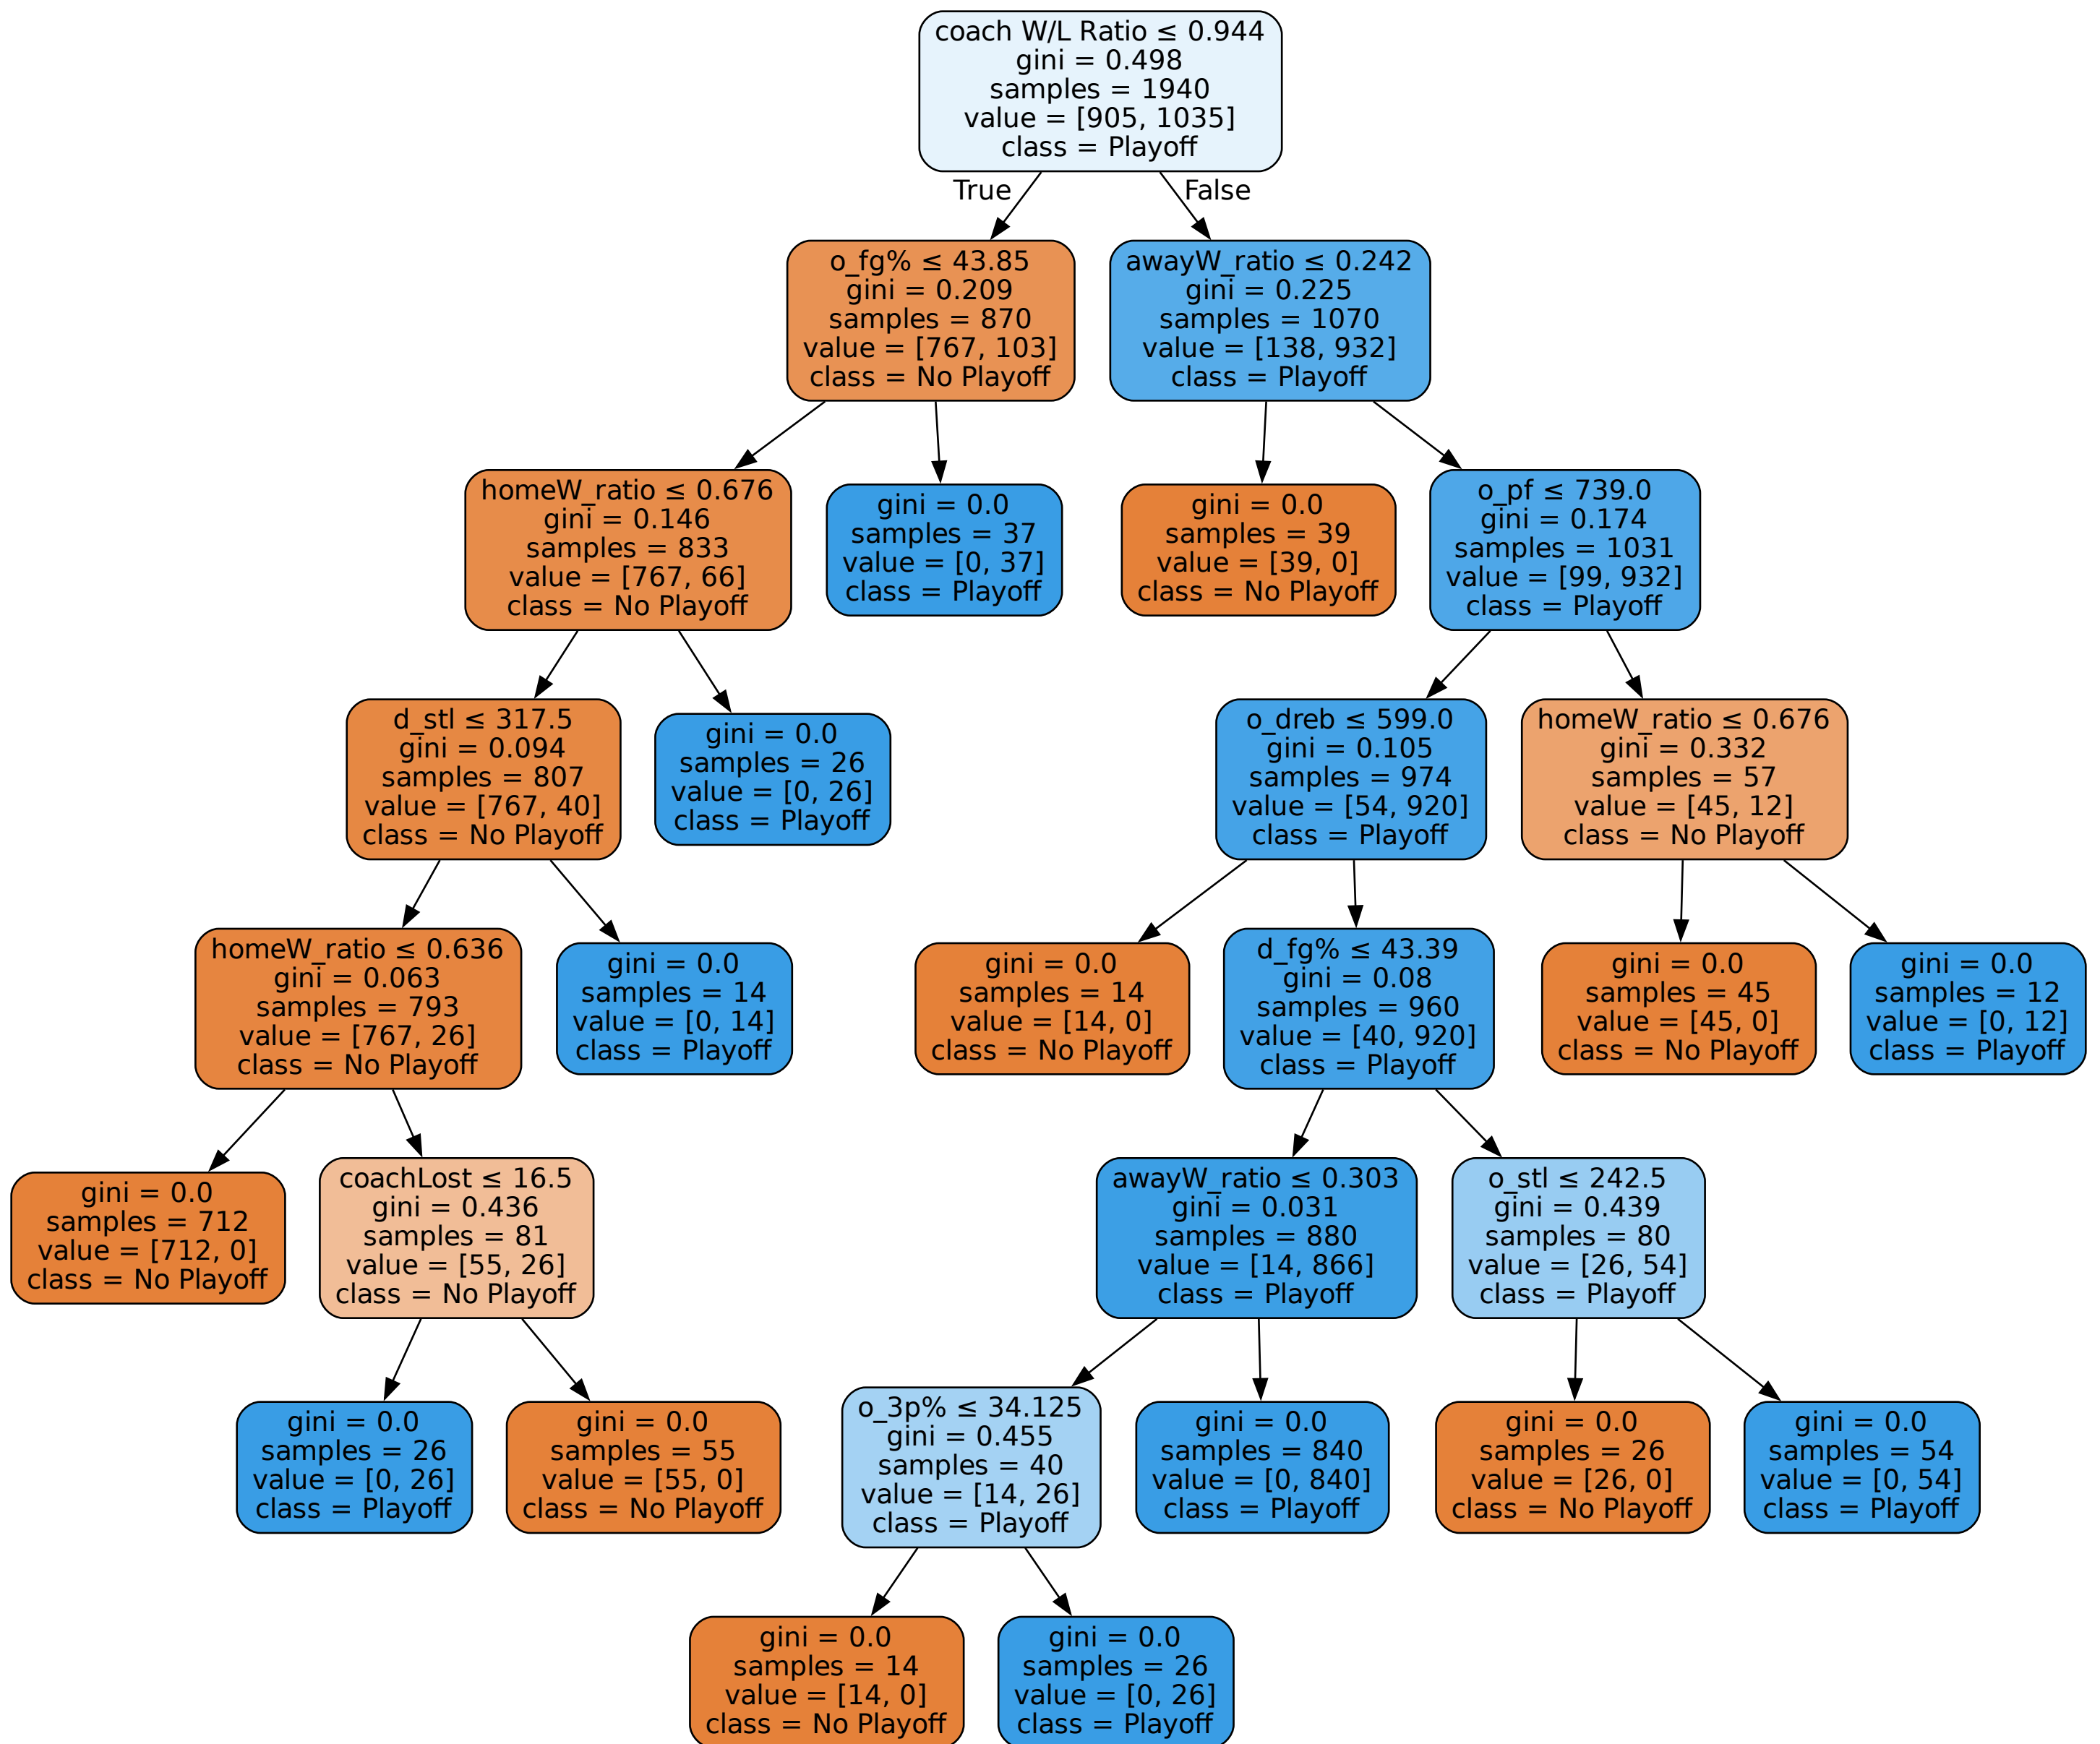 coach W/L Ratio ≤ 0.944
gini = 0.498
samples = 1940
value = [905, 1035]
class = Playoff
True
False
o_fg% ≤ 43.85
gini = 0.209
samples = 870
value = [767, 103]
class = No Playoff
awayW_ratio ≤ 0.242
gini = 0.225
samples = 1070
value = [138, 932]
class = Playoff
homeW_ratio ≤ 0.676
gini = 0.146
samples = 833
value = [767, 66]
class = No Playoff
gini = 0.0
samples = 37
value = [0, 37]
class = Playoff
gini = 0.0
samples = 39
value = [39, 0]
class = No Playoff
o_pf ≤ 739.0
gini = 0.174
samples = 1031
value = [99, 932]
class = Playoff
d_stl ≤ 317.5
gini = 0.094
samples = 807
value = [767, 40]
class = No Playoff
gini = 0.0
samples = 26
value = [0, 26]
class = Playoff
o_dreb ≤ 599.0
gini = 0.105
samples = 974
value = [54, 920]
class = Playoff
homeW_ratio ≤ 0.676
gini = 0.332
samples = 57
value = [45, 12]
class = No Playoff
homeW_ratio ≤ 0.636
gini = 0.063
samples = 793
value = [767, 26]
class = No Playoff
gini = 0.0
samples = 14
value = [0, 14]
class = Playoff
gini = 0.0
samples = 14
value = [14, 0]
class = No Playoff
d_fg% ≤ 43.39
gini = 0.08
samples = 960
value = [40, 920]
class = Playoff
gini = 0.0
samples = 45
value = [45, 0]
class = No Playoff
gini = 0.0
samples = 12
value = [0, 12]
class = Playoff
gini = 0.0
samples = 712
value = [712, 0]
class = No Playoff
coachLost ≤ 16.5
gini = 0.436
samples = 81
value = [55, 26]
class = No Playoff
awayW_ratio ≤ 0.303
gini = 0.031
samples = 880
value = [14, 866]
class = Playoff
o_stl ≤ 242.5
gini = 0.439
samples = 80
value = [26, 54]
class = Playoff
gini = 0.0
samples = 26
value = [0, 26]
class = Playoff
gini = 0.0
samples = 55
value = [55, 0]
class = No Playoff
o_3p% ≤ 34.125
gini = 0.455
samples = 40
value = [14, 26]
class = Playoff
gini = 0.0
samples = 840
value = [0, 840]
class = Playoff
gini = 0.0
samples = 26
value = [26, 0]
class = No Playoff
gini = 0.0
samples = 54
value = [0, 54]
class = Playoff
gini = 0.0
samples = 14
value = [14, 0]
class = No Playoff
gini = 0.0
samples = 26
value = [0, 26]
class = Playoff